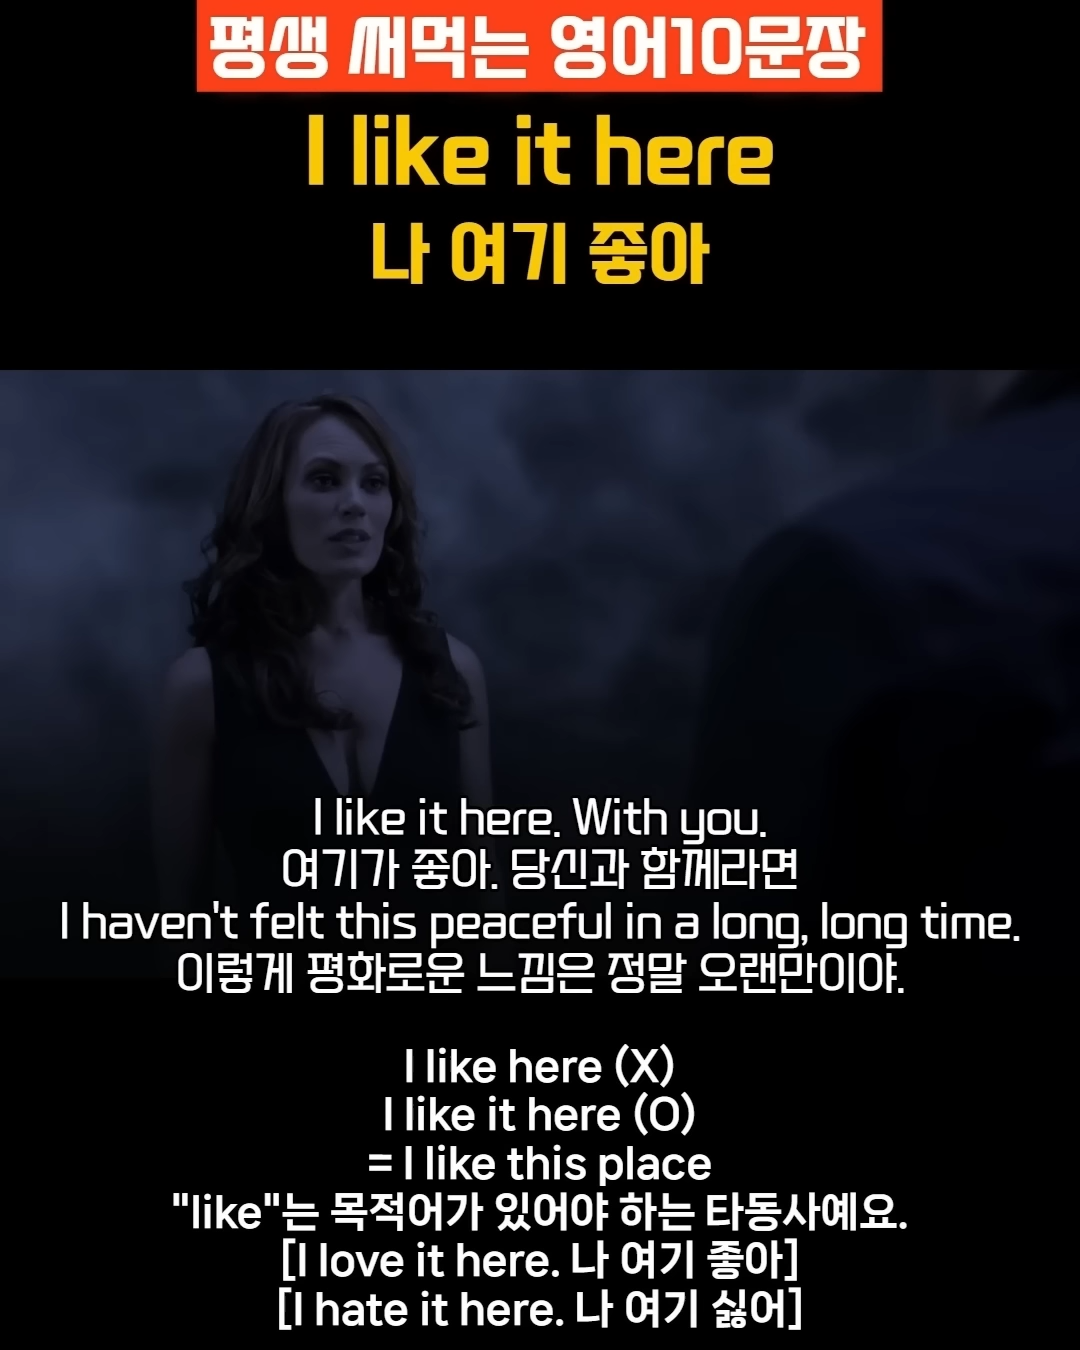 평생 써먹는 영어10문장
I like it here
나 여기 좋아
I like it here. With you.
여기가 좋아. 당신과 함께라면
I haven't felt this peaceful in a long, long time.
이렇게 평화로운 느낌은 정말 오랜만이야.
I like here (X)
I like it here (O)
= I like this place
"like"는 목적어가 있어야 하는 타동사예요.
[I love it here. 나 여기 좋아]
[I hate it here. 나 여기 싫어]